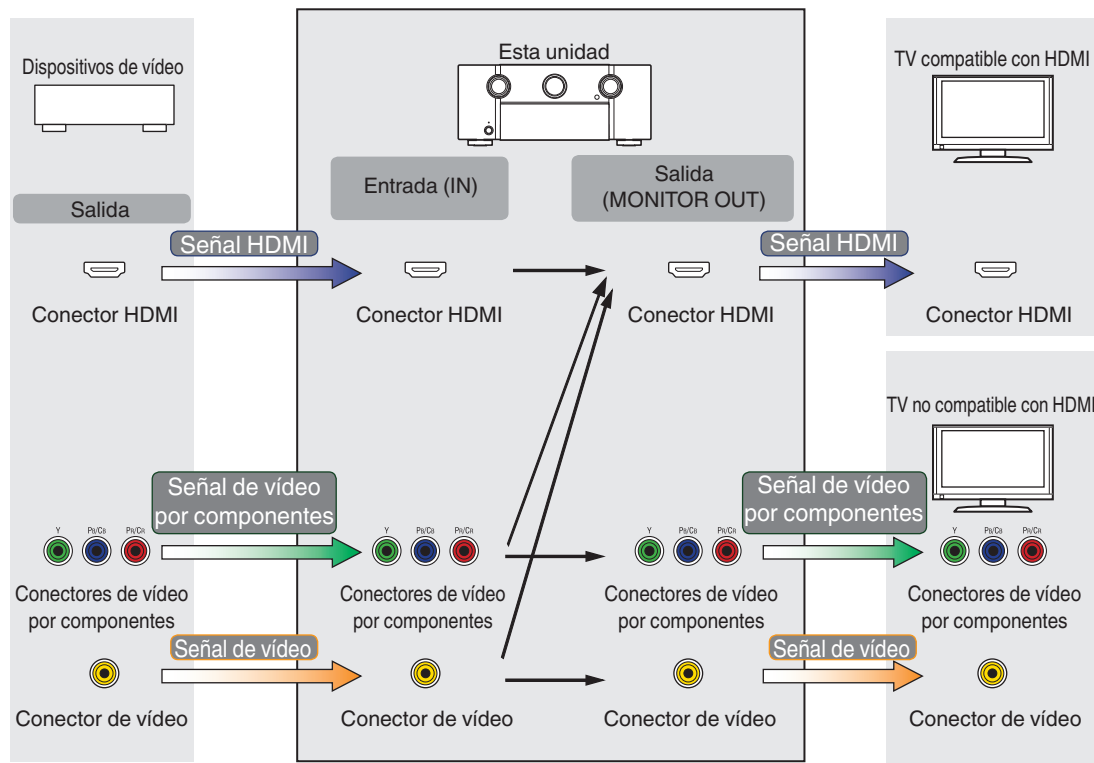 Dispositivos de vídeo
Esta unidad
TV compatible con HDMI
Salida
Entrada (IN)
Salida
(MONITOR OUT)
Señal HDMI
Señal HDMI
Conector HDMI
Conector HDMI
Conector HDMI
Conector HDMI
TV no compatible con HDMI
Señal de vídeo
por componentes
Señal de vídeo
por componentes
Y PB/CB PR/CR
Y PB/CB PR/CR
Y PB/CB PR/CR
Y PB/CB PR/CR
Conectores de vídeo
por componentes
Conectores de vídeo
por componentes
Conectores de vídeo
por componentes
Conectores de vídeo
por componentes
Señal de vídeo
Señal de vídeo
Conector de vídeo
Conector de vídeo
Conector de vídeo
Conector de vídeo